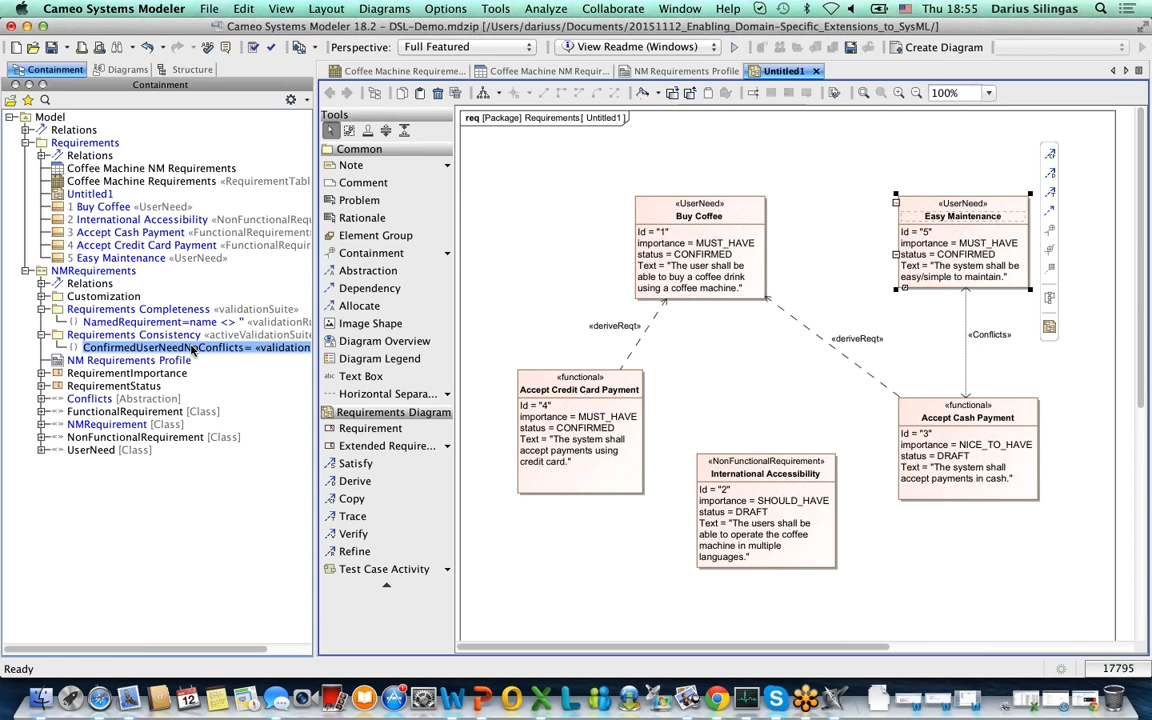 Cameo Systems Modeler File Edit View Layout Diagrams Options Tools Analyze Collaborate Window Help Thu 18:55 Darius Silingas
Cameo Systems Modeler 18.2 - DSL-Demo.mdzip [/Users/dariuss/Documents/20151112_Enabling_Domain-Specific_Extensions_to_SysML/]
Perspective: Full Featured View Readme (Windows) Create Diagram
Containment Diagrams Structure
Coffee Machine Requireme... Coffee Machine NM Requir... NM Requirements Profile Untitled1
Containment
100%
Model
Relations
Requirements
Relations
Coffee Machine NM Requirements
Coffee Machine Requirements «RequirementTabl
Untitled1
1 Buy Coffee «UserNeed»
2 International Accessibility «NonFunctionalRequ
3 Accept Cash Payment «FunctionalRequir
4 Accept Credit Card Payment «FunctionalRequir
5 Easy Maintenance «UserNeed»
NMRequirements
Relations
Customization
Requirements Completeness «validationSuite»
{} NamedRequirement=name <> '' «validationRu
Requirements Consistency «activeValidationSuite
{} ConfirmedUserNeedNoConflicts= «validation
NM Requirements Profile
RequirementImportance
RequirementStatus
Conflicts [Abstraction]
FunctionalRequirement [Class]
NMRequirement [Class]
NonFunctionalRequirement [Class]
UserNeed [Class]
Tools
Common
Note
Comment
Problem
Rationale
Element Group
Containment
Abstraction
Dependency
Allocate
Image Shape
Diagram Overview
Diagram Legend
abc Text Box
Horizontal Separa...
Requirements Diagram
Requirement
Extended Require...
Satisfy
Derive
Copy
Trace
Verify
Refine
Test Case Activity
req [Package] Requirements[ Untitled1 ]
«UserNeed»
Buy Coffee
Id = "1"
importance = MUST_HAVE
status = CONFIRMED
Text = "The user shall be
able to buy a coffee drink
using a coffee machine."
«UserNeed»
Easy Maintenance
Id = "5"
importance = MUST_HAVE
status = CONFIRMED
Text = "The system shall be
easy/simple to maintain."
«deriveReqt»
«deriveReqt»
«Conflicts»
«functional»
Accept Credit Card Payment
Id = "4"
importance = MUST_HAVE
status = CONFIRMED
Text = "The system shall
accept payments using
credit card."
«functional»
Accept Cash Payment
Id = "3"
importance = NICE_TO_HAVE
status = DRAFT
Text = "The system shall
accept payments in cash."
«NonFunctionalRequirement»
International Accessibility
Id = "2"
importance = SHOULD_HAVE
status = DRAFT
Text = "The users shall be
able to operate the coffee
machine in multiple
languages."
Ready
17795